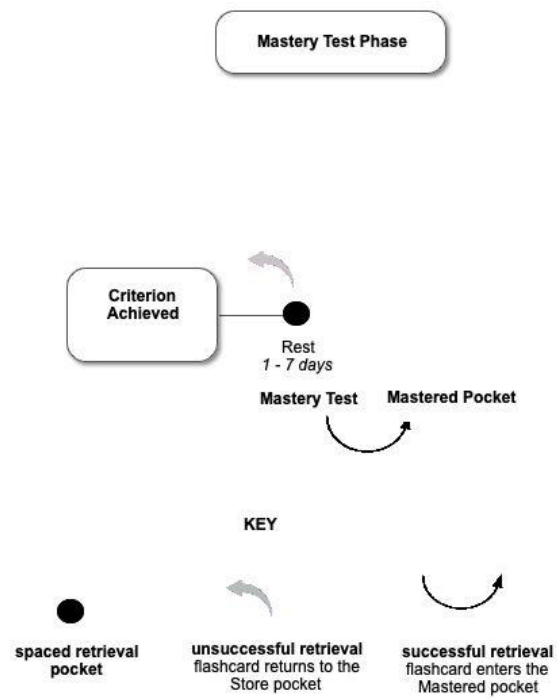 Mastery Test Phase
Criterion
Achieved
Rest
1 - 7 days
Mastery Test
Mastered Pocket
KEY
spaced retrieval
pocket
unsuccessful retrieval
flashcard returns to the
Store pocket
successful retrieval
flashcard enters the
Mastered pocket